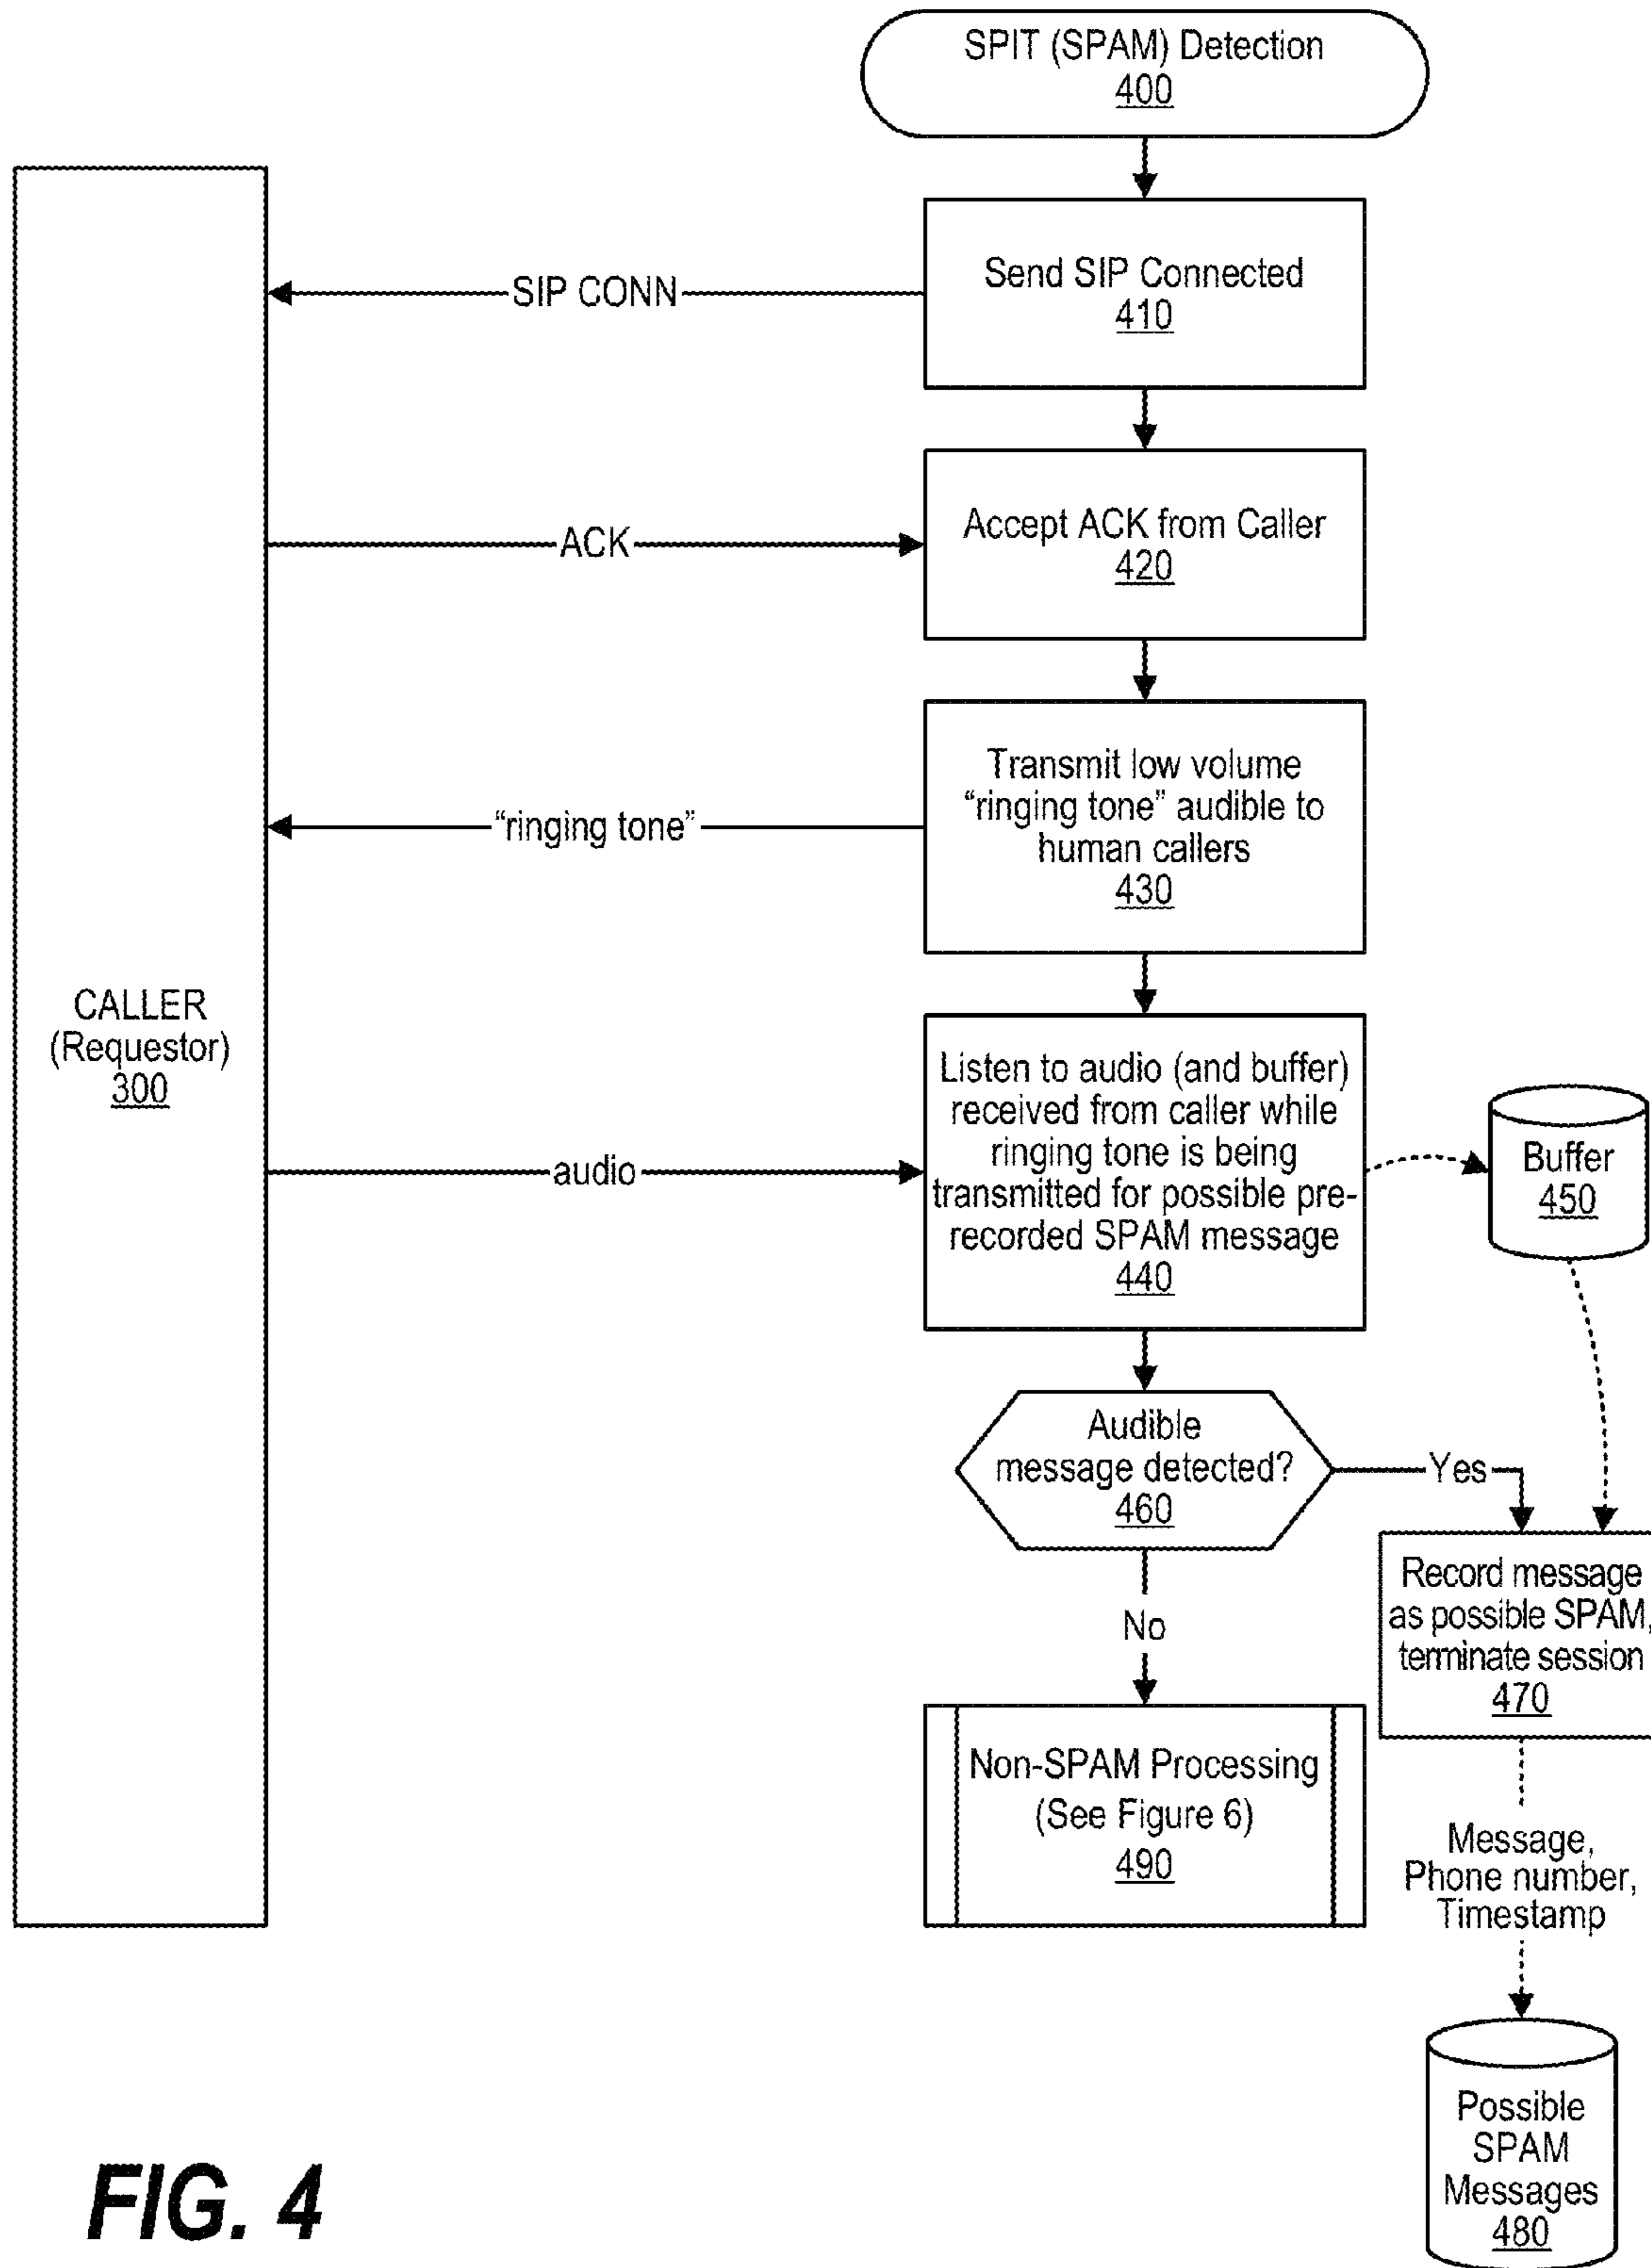 SPIT (SPAM) Detection
400
Send SIP Connected
410
SIP CONN
Accept ACK from Caller
420
ACK
Transmit low volume
“ringing tone” audible to
human callers
430
“ringing tone”
CALLER
(Requestor)
300
Listen to audio (and buffer)
received from caller while
ringing tone is being
transmitted for possible pre-
recorded SPAM message
440
audio
Buffer
450
Audible
message detected?
460
Yes
No
Record message
as possible SPAM,
terminate session
470
Non-SPAM Processing
(See Figure 6)
490
Message,
Phone number,
Timestamp
Possible
SPAM
Messages
480
FIG. 4